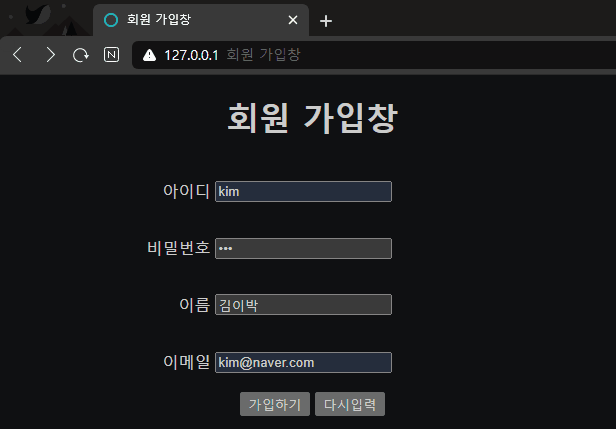 회원 가입창
N 127.0.0.1 회원 가입창
회원 가입창
아이디 kim
비밀번호 •••
이름 김이박
이메일 kim@naver.com
가입하기 다시입력